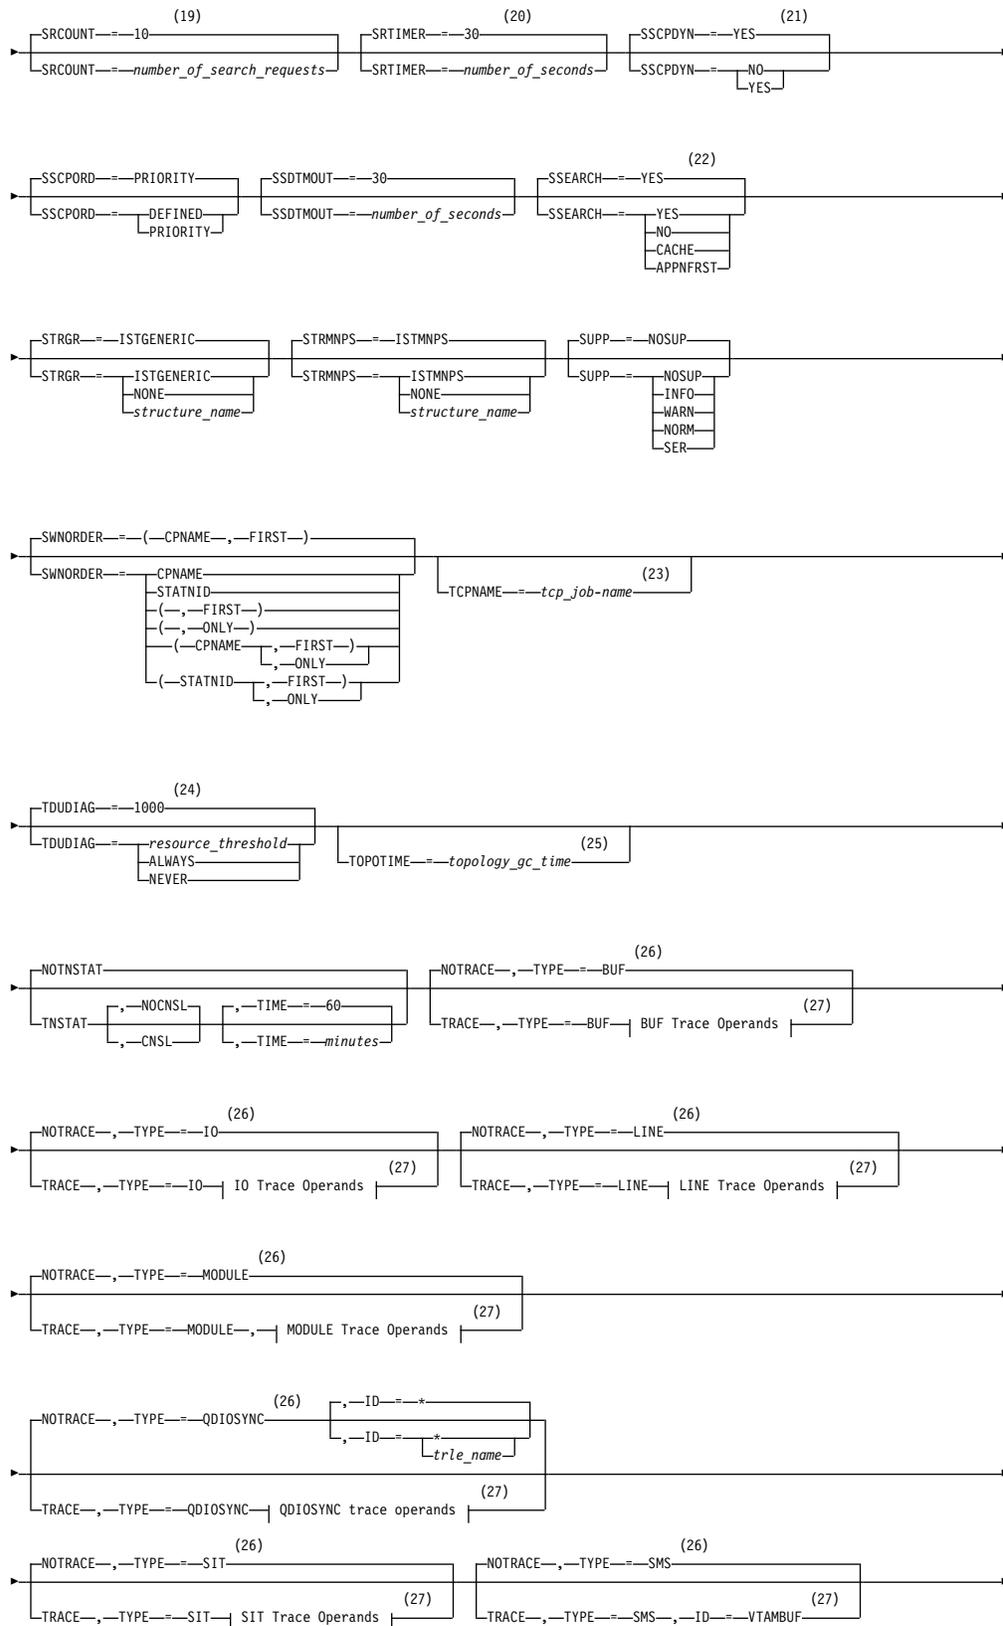 (19) (20) (21)
SRCOUNT = 10 SRTIMER = 30 SSCPDYN = YES
SRCOUNT = number_of_search_requests SRTIMER = number_of_seconds SSCPDYN = NO
YES
(22)
SSCPORD = PRIORITY SSDTMOUT = 30 SSEARCH = YES
SSCPORD = DEFINED SSDTMOUT = number_of_seconds SSEARCH = YES
PRIORITY NO
CACHE
APPNFRST
STRGR = ISTGENERIC STRMNPS = ISTMNPS SUPP = NOSUP
STRGR = ISTGENERIC STRMNPS = ISTMNPS SUPP = NOSUP
NONE NONE INFO
structure_name structure_name WARN
NORM
SER
SWNORDER = ( CPNAME , FIRST )
SWNORDER = CPNAME (23)
STATNID TCPNAME = tcp_job-name
( , FIRST )
( , ONLY )
( CPNAME , FIRST )
, ONLY
( STATNID , FIRST )
, ONLY
(24)
TDUDIAG = 1000
TDUDIAG = resource_threshold (25)
ALWAYS TOPOTIME = topology_gc_time
NEVER
(26)
NOTNSTAT NOTRACE , TYPE = BUF
, NOCNSL , TIME = 60 (27)
TNSTAT TRACE , TYPE = BUF BUF Trace Operands
, CNSL , TIME = minutes
(26) (26)
NOTRACE , TYPE = IO NOTRACE , TYPE = LINE
(27) (27)
TRACE , TYPE = IO IO Trace Operands TRACE , TYPE = LINE LINE Trace Operands
(26)
NOTRACE , TYPE = MODULE
(27)
TRACE , TYPE = MODULE , MODULE Trace Operands
(26) , ID = *
NOTRACE , TYPE = QDIOSYNC
, ID = *
trle_name
(27)
TRACE , TYPE = QDIOSYNC QDIOSYNC trace operands
(26) (26)
NOTRACE , TYPE = SIT NOTRACE , TYPE = SMS
(27) (27)
TRACE , TYPE = SIT SIT Trace Operands TRACE , TYPE = SMS , ID = VTAMBUF